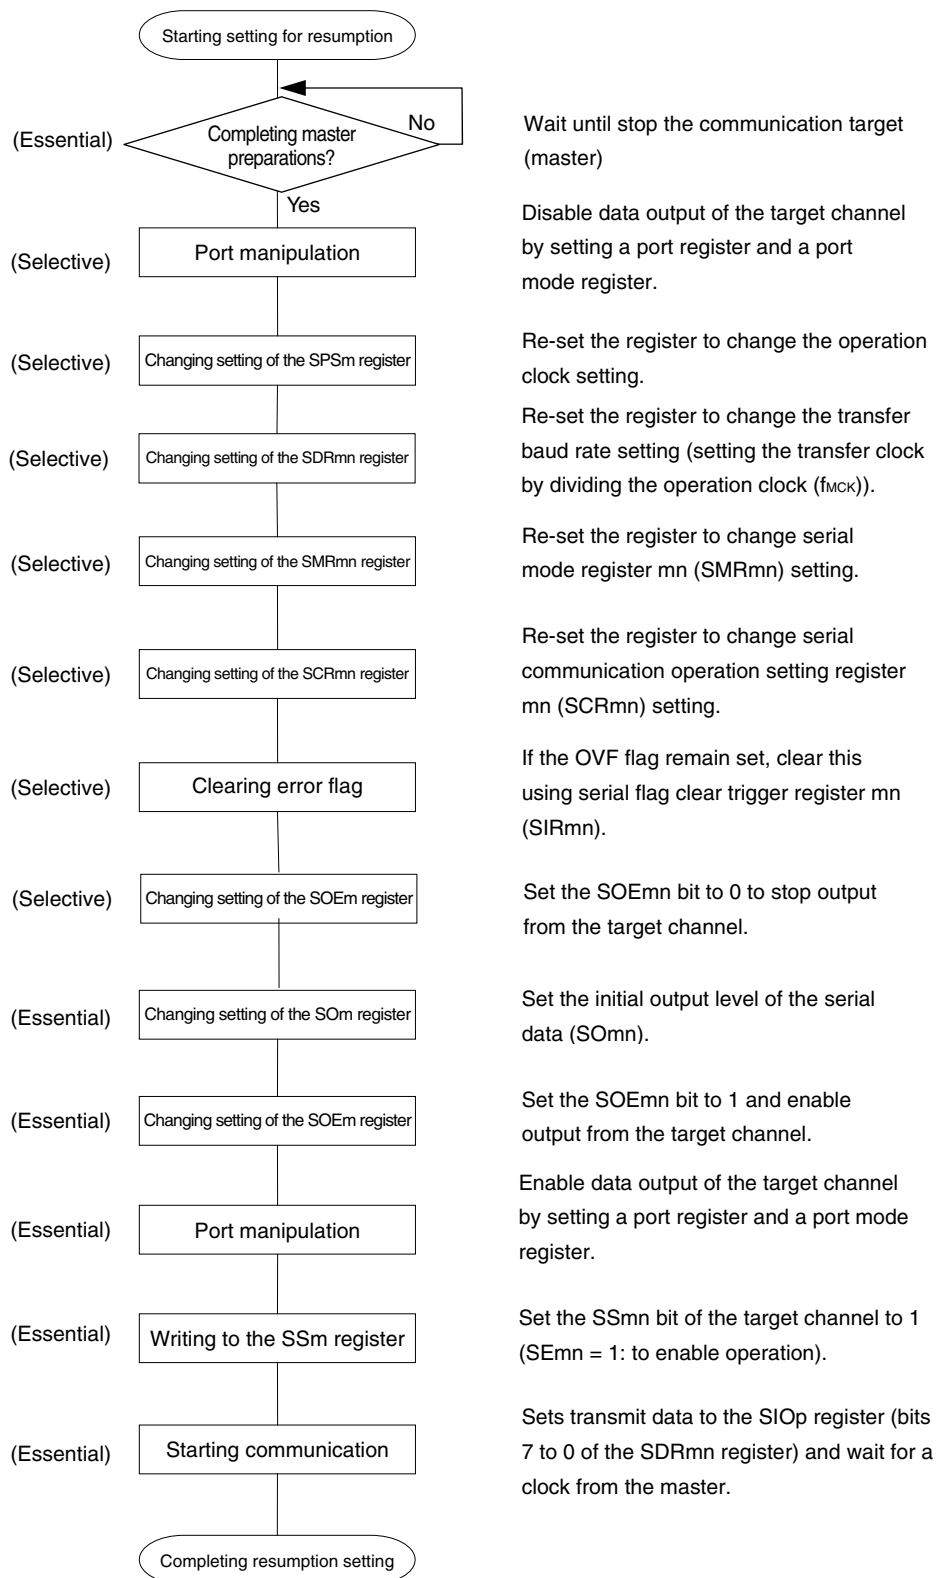 Starting setting for resumption
(Essential)
Completing master
preparations?
No
Yes
Wait until stop the communication target
(master)
(Selective)
Port manipulation
Disable data output of the target channel
by setting a port register and a port
mode register.
(Selective)
Changing setting of the SPSm register
Re-set the register to change the operation
clock setting.
(Selective)
Changing setting of the SDRmn register
Re-set the register to change the transfer
baud rate setting (setting the transfer clock
by dividing the operation clock (fMCK)).
(Selective)
Changing setting of the SMRmn register
Re-set the register to change serial
mode register mn (SMRmn) setting.
(Selective)
Changing setting of the SCRmn register
Re-set the register to change serial
communication operation setting register
mn (SCRmn) setting.
(Selective)
Clearing error flag
If the OVF flag remain set, clear this
using serial flag clear trigger register mn
(SIRmn).
(Selective)
Changing setting of the SOEm register
Set the SOEmn bit to 0 to stop output
from the target channel.
(Essential)
Changing setting of the SOm register
Set the initial output level of the serial
data (SOmn).
(Essential)
Changing setting of the SOEm register
Set the SOEmn bit to 1 and enable
output from the target channel.
(Essential)
Port manipulation
Enable data output of the target channel
by setting a port register and a port mode
register.
(Essential)
Writing to the SSm register
Set the SSmn bit of the target channel to 1
(SEmn = 1: to enable operation).
(Essential)
Starting communication
Sets transmit data to the SIOp register (bits
7 to 0 of the SDRmn register) and wait for a
clock from the master.
Completing resumption setting